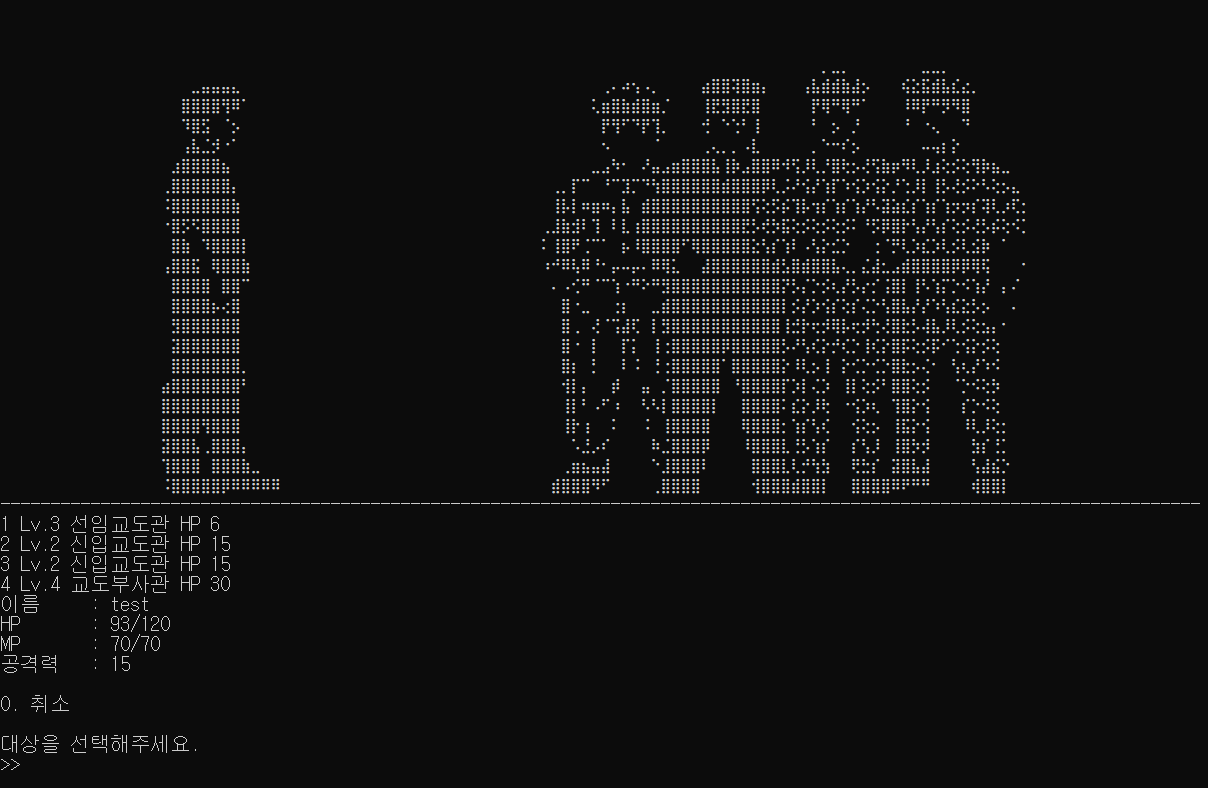 1 Lv.3 선임교도관 HP 6
2 Lv.2 신입교도관 HP 15
3 Lv.2 신입교도관 HP 15
4 Lv.4 교도부사관 HP 30
이름 : test
HP : 93/120
MP : 70/70
공격력 : 15
0. 취소
대상을 선택해주세요.
>>